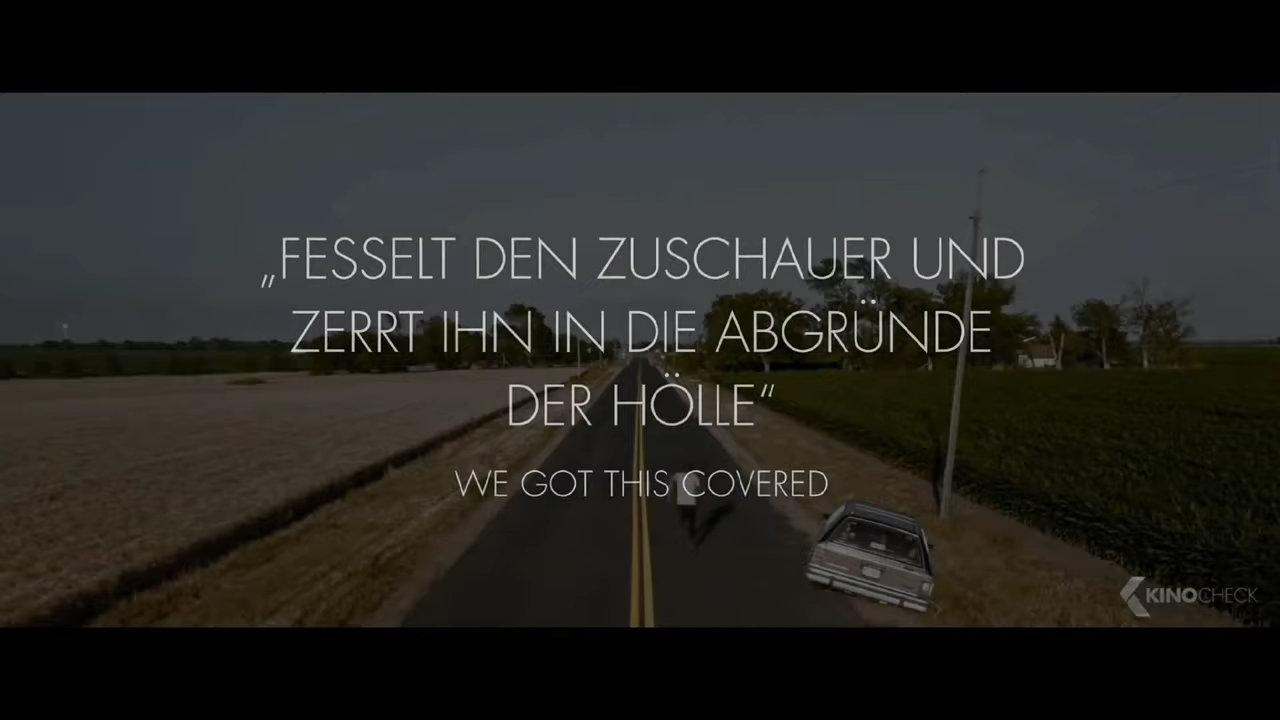 „FESSELT DEN ZUSCHAUER UND
ZERRT IHN IN DIE ABGRÜNDE
DER HÖLLE“
WE GOT THIS COVERED
KINOCHECK